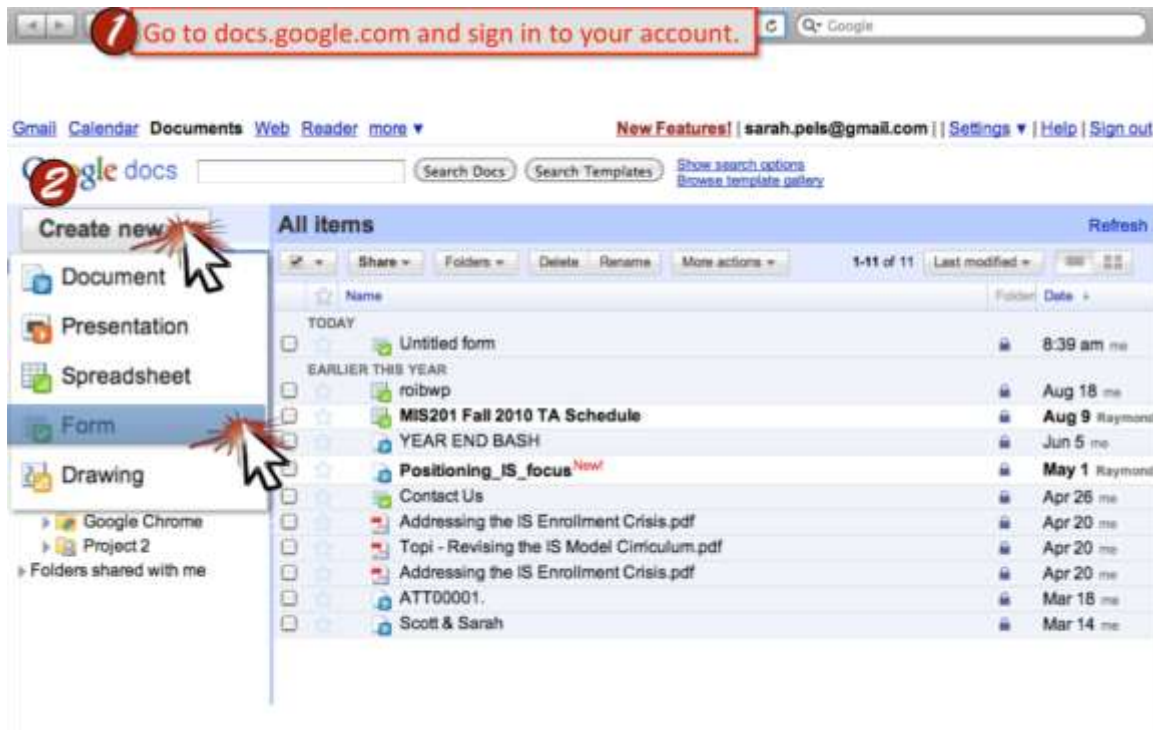 1 Go to docs.google.com and sign in to your account.
Google
Gmail Calendar Documents Web Reader more ▼ New Features! | sarah.pels@gmail.com | | Settings ▼ | Help | Sign out
2 gle docs Search Docs Search Templates Show search options
Browse template gallery
Create new All items Refresh
Share Folders Delete Rename More actions 1-11 of 11 Last modified
Name Folder Date
Document
Presentation
Spreadsheet
Form
Drawing
TODAY
Untitled form 8:39 am me
EARLIER THIS YEAR
roibwp Aug 18 me
MIS201 Fall 2010 TA Schedule Aug 9 Raymond
YEAR END BASH Jun 5 me
Positioning_IS_focus New! May 1 Raymond
Contact Us Apr 26 me
Google Chrome Addressing the IS Enrollment Crisis.pdf Apr 20 me
Project 2 Topi - Revising the IS Model Cirriculum.pdf Apr 20 me
Folders shared with me Addressing the IS Enrollment Crisis.pdf Apr 20 me
ATT00001. Mar 18 me
Scott & Sarah Mar 14 me